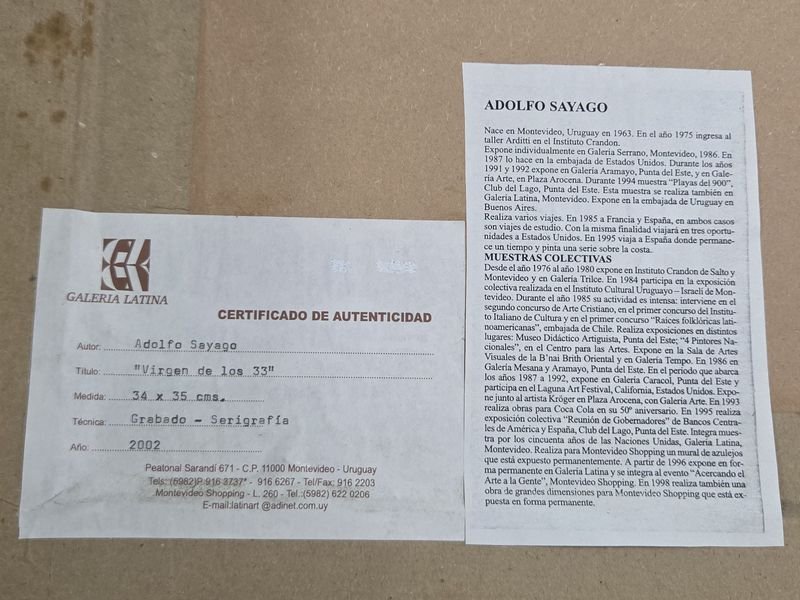 GALERIA LATINA
CERTIFICADO DE AUTENTICIDAD
Autor: Adolfo Sayago
Título: "Virgen de los 33"
Medida: 34 x 35 cms.
Técnica: Grabado - Serigrafía
Año: 2002
Peatonal Sarandí 671 - C.P. 11000 Montevideo - Uruguay
Tels: (5982)P 916 3737* - 916 6267 - Tel/Fax: 916 2203
Montevideo Shopping - L. 260 - Tel.:(5982) 622 0206
E-mail:latinart @adinet.com.uy
ADOLFO SAYAGO
Nace en Montevideo, Uruguay en 1963. En el año 1975 ingresa al
taller Arditti en el Instituto Crandon.
Expone individualmente en Galería Serrano, Montevideo, 1986. En
1987 lo hace en la embajada de Estados Unidos. Durante los años
1991 y 1992 expone en Galería Aramayo, Punta del Este, y en Gale-
ría Arte, en Plaza Arocena. Durante 1994 muestra "Playas del 900",
Club del Lago, Punta del Este. Esta muestra se realiza también en
Galería Latina, Montevideo. Expone en la embajada de Uruguay en
Buenos Aires.
Realiza varios viajes. En 1985 a Francia y España, en ambos casos
son viajes de estudio. Con la misma finalidad viajará en tres oportu-
nidades a Estados Unidos. En 1995 viaja a España donde permane-
ce un tiempo y pinta una serie sobre la costa.
MUESTRAS COLECTIVAS
Desde el año 1976 al año 1980 expone en Instituto Crandon de Salto y
Montevideo y en Galería Trilce. En 1984 participa en la exposición
colectiva realizada en el Instituto Cultural Uruguayo – Israelí de Mon-
tevideo. Durante el año 1985 su actividad es intensa: interviene en el
segundo concurso de Arte Cristiano, en el primer concurso del Institu-
to Italiano de Cultura y en el primer concurso "Raíces folklóricas lati-
noamericanas", embajada de Chile. Realiza exposiciones en distintos
lugares: Museo Didáctico Artiguista, Punta del Este; "4 Pintores Na-
cionales", en el Centro para las Artes. Expone en la Sala de Artes
Visuales de la B'nai Brith Oriental y en Galería Tempo. En 1986 en
Galería Mesana y Aramayo, Punta del Este. En el período que abarca
los años 1987 a 1992, expone en Galería Caracol, Punta del Este y
participa en el Laguna Art Festival, California, Estados Unidos. Expo-
ne junto al artista Kröger en Plaza Arocena, con Galería Arte. En 1993
realiza obras para Coca Cola en su 50º aniversario. En 1995 realiza
exposición colectiva "Reunión de Gobernadores" de Bancos Centra-
les de América y España, Club del Lago, Punta del Este. Integra mues-
tra por los cincuenta años de las Naciones Unidas, Galería Latina,
Montevideo. Realiza para Montevideo Shopping un mural de azulejos
que está expuesto permanentemente. A partir de 1996 expone en for-
ma permanente en Galería Latina y se integra al evento "Acercando el
Arte a la Gente", Montevideo Shopping. En 1998 realiza también una
obra de grandes dimensiones para Montevideo Shopping que está ex-
puesta en forma permanente.